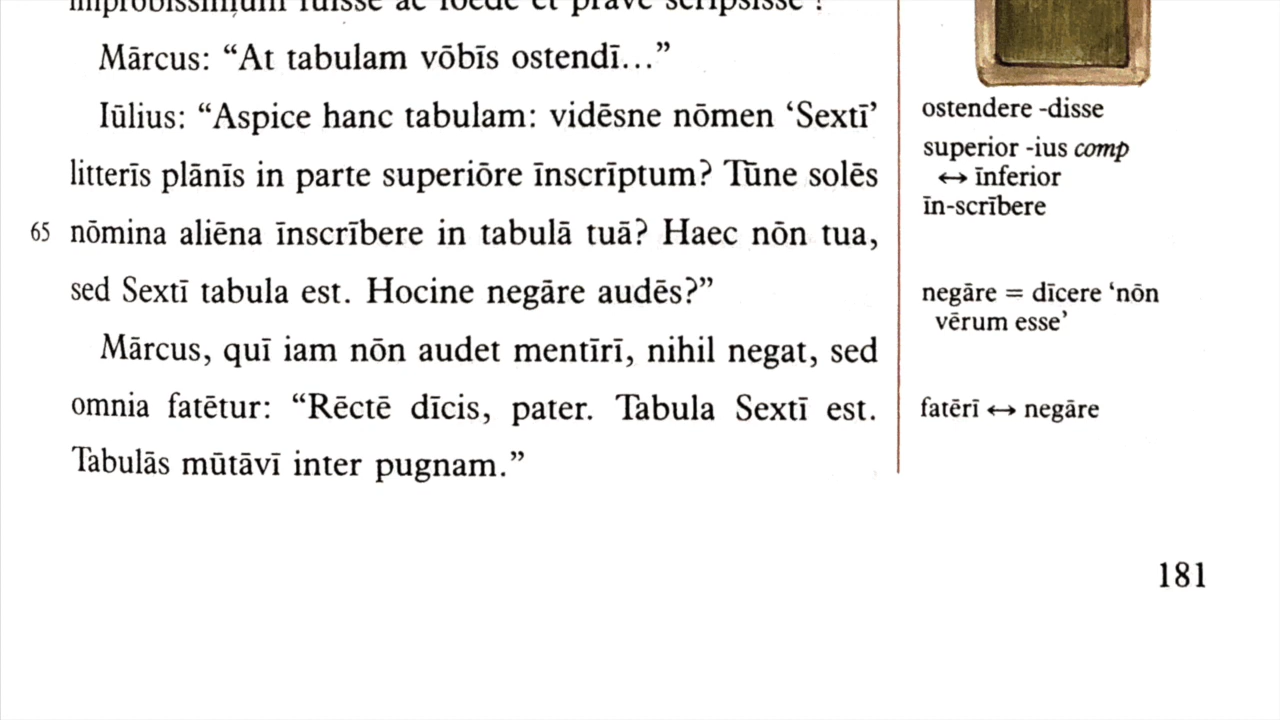 Mārcus: “At tabulam vōbīs ostendī...”
Iūlius: “Aspice hanc tabulam: vidēsne nōmen ‘Sextī’
litterīs plānīs in parte superiōre īnscrīptum? Tūne solēs
65 nōmina aliēna īnscrībere in tabulā tuā? Haec nōn tua,
sed Sextī tabula est. Hocine negāre audēs?”
Mārcus, quī iam nōn audet mentīrī, nihil negat, sed
omnia fatētur: “Rēctē dīcis, pater. Tabula Sextī est.
Tabulās mūtāvī inter pugnam.”
ostendere -disse
superior -ius comp
↔ īnferior
īn-scrībere
negāre = dīcere ‘nōn
vērum esse’
fatērī ↔ negāre
181